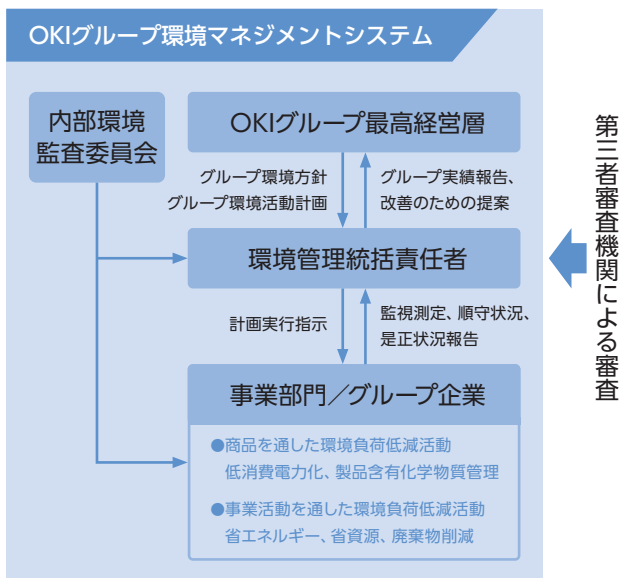 OKIグループ環境マネジメントシステム
内部環境
監査委員会
OKIグループ最高経営層
グループ環境方針
グループ環境活動計画
グループ実績報告、
改善のための提案
環境管理統括責任者
計画実行指示
監視測定、順守状況、
是正状況報告
事業部門／グループ企業
●商品を通した環境負荷低減活動
低消費電力化、製品含有化学物質管理
●事業活動を通した環境負荷低減活動
省エネルギー、省資源、廃棄物削減
第三者審査機関による審査